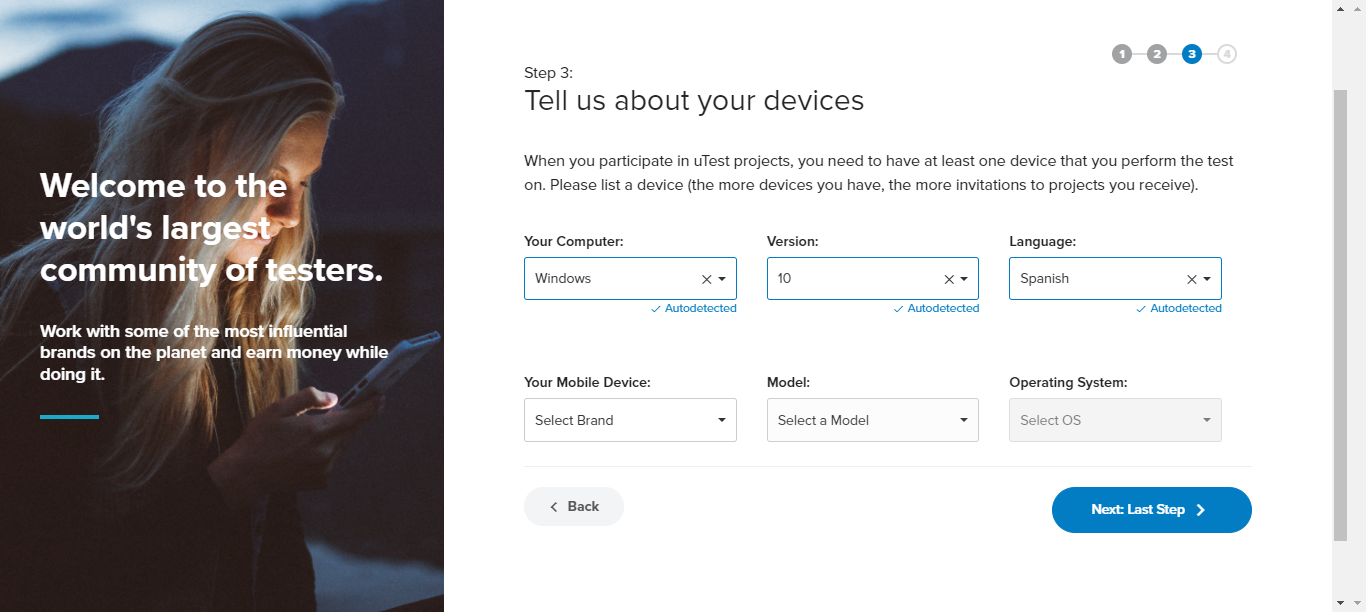 Welcome to the
world's largest
community of testers.
Work with some of the most influential
brands on the planet and earn money while
doing it.
1 2 3 4
Step 3:
Tell us about your devices
When you participate in uTest projects, you need to have at least one device that you perform the test
on. Please list a device (the more devices you have, the more invitations to projects you receive).
Your Computer: Version: Language:
Windows 10 Spanish
Autodetected Autodetected Autodetected
Your Mobile Device: Model: Operating System:
Select Brand Select a Model Select OS
Back Next: Last Step